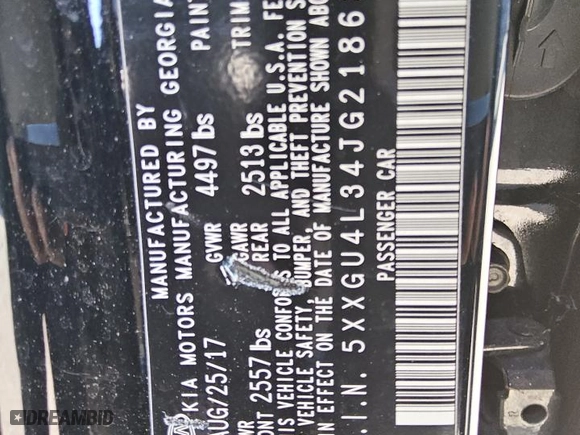 MANUFACTURED BY
KIA MOTORS MANUFACTURING GEORGIA
AUG/25/17 GVWR 4497 lbs PAINT
GAWR
2557 lbs REAR 2513 lbs TRIM
VEHICLE TO ALL APPLICABLE U.S.A.
VEHICLE SAFETY, BUMPER, AND THEFT PREVENTION
IN EFFECT ON THE DATE OF MANUFACTURE SHOWN
.I.N. 5XXGU4L34JG2186
PASSENGER CAR
DREAMBID